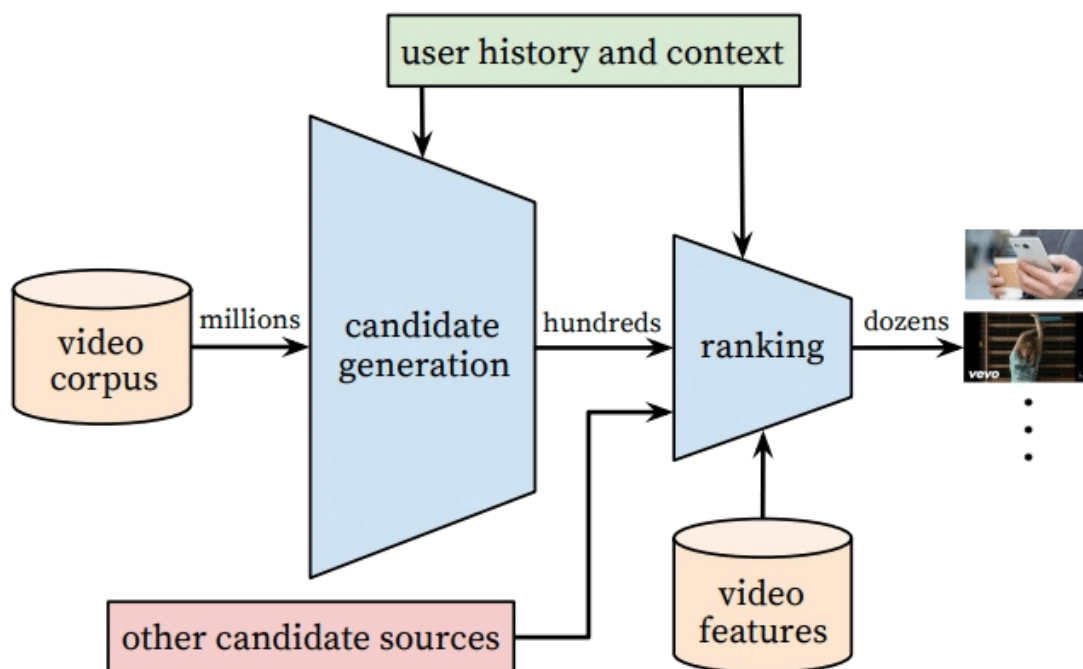 user history and context
video
corpus
millions
candidate
generation
hundreds
ranking
dozens
vevo
other candidate sources
video
features